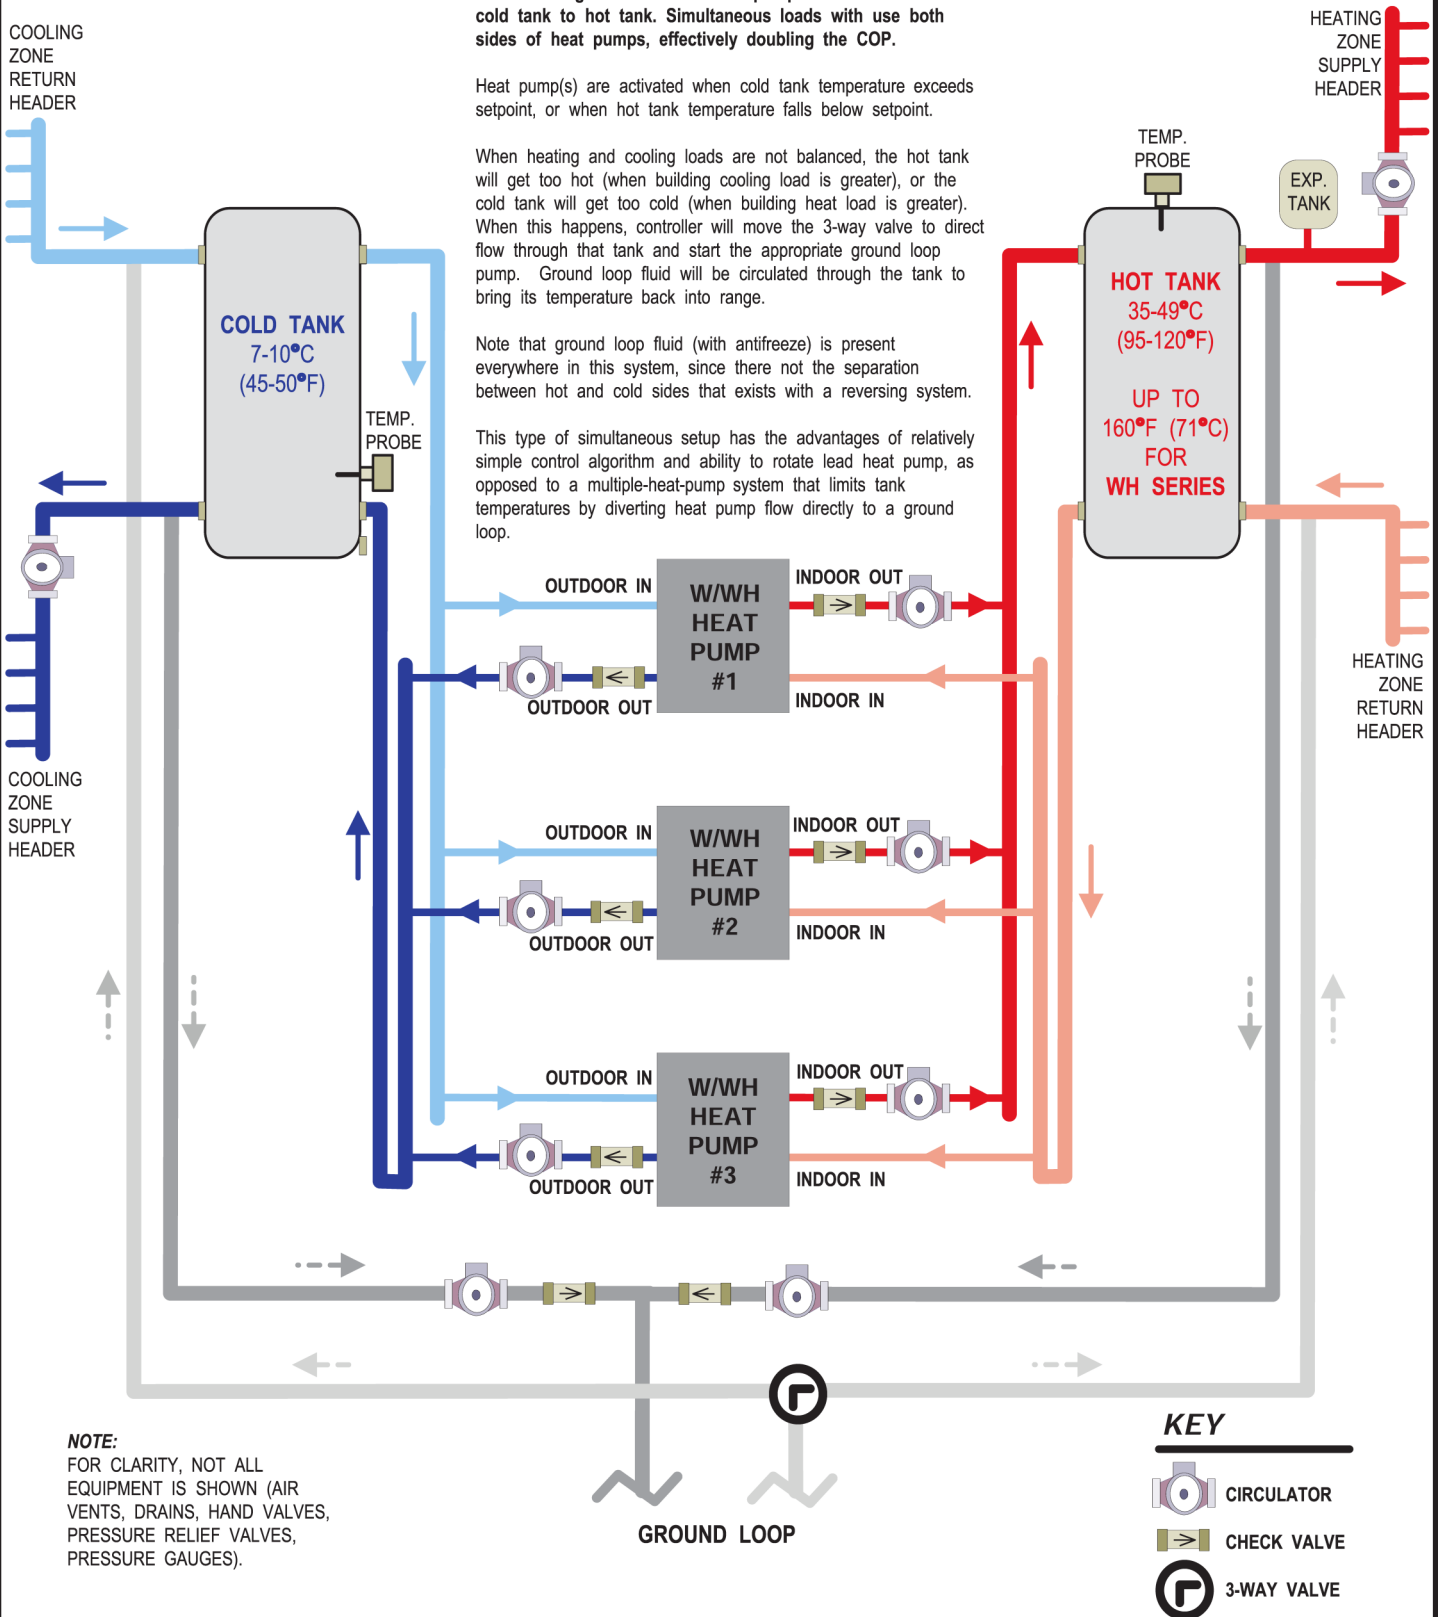 cold tank to hot tank. Simultaneous loads with use both
sides of heat pumps, effectively doubling the COP.
Heat pump(s) are activated when cold tank temperature exceeds
setpoint, or when hot tank temperature falls below setpoint.
When heating and cooling loads are not balanced, the hot tank
will get too hot (when building cooling load is greater), or the
cold tank will get too cold (when building heat load is greater).
When this happens, controller will move the 3-way valve to direct
flow through that tank and start the appropriate ground loop
pump. Ground loop fluid will be circulated through the tank to
bring its temperature back into range.
Note that ground loop fluid (with antifreeze) is present
everywhere in this system, since there not the separation
between hot and cold sides that exists with a reversing system.
This type of simultaneous setup has the advantages of relatively
simple control algorithm and ability to rotate lead heat pump, as
opposed to a multiple-heat-pump system that limits tank
temperatures by diverting heat pump flow directly to a ground
loop.
COOLING
ZONE
RETURN
HEADER
HEATING
ZONE
SUPPLY
HEADER
TEMP.
PROBE
EXP.
TANK
COLD TANK
7-10°C
(45-50°F)
TEMP.
PROBE
HOT TANK
35-49°C
(95-120°F)
UP TO
160°F (71°C)
FOR
WH SERIES
HEATING
ZONE
RETURN
HEADER
COOLING
ZONE
SUPPLY
HEADER
OUTDOOR IN
W/WH
HEAT
PUMP
#1
INDOOR OUT
OUTDOOR OUT
INDOOR IN
OUTDOOR IN
W/WH
HEAT
PUMP
#2
INDOOR OUT
OUTDOOR OUT
INDOOR IN
OUTDOOR IN
W/WH
HEAT
PUMP
#3
INDOOR OUT
OUTDOOR OUT
INDOOR IN
NOTE:
FOR CLARITY, NOT ALL
EQUIPMENT IS SHOWN (AIR
VENTS, DRAINS, HAND VALVES,
PRESSURE RELIEF VALVES,
PRESSURE GAUGES).
GROUND LOOP
KEY
CIRCULATOR
CHECK VALVE
3-WAY VALVE